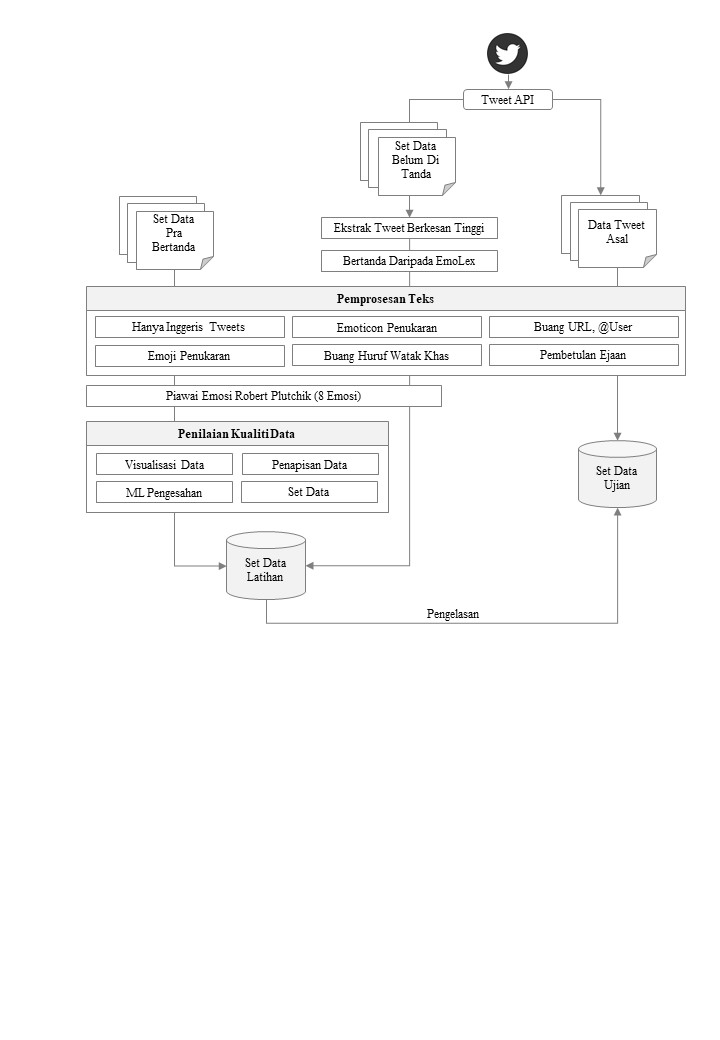 Tweet API
Set Data
Belum Di
Tanda
Set Data
Pra
Bertanda
Ekstrak Tweet Berkesan Tinggi
Data Tweet
Asal
Bertanda Daripada EmoLex
Pemprosesan Teks
Hanya Inggeris Tweets
Emoticon Penukaran
Buang URL, @User
Emoji Penukaran
Buang Huruf Watak Khas
Pembetulan Ejaan
Piawai Emosi Robert Plutchik (8 Emosi)
Penilaian Kualiti Data
Visualisasi Data
Penapisan Data
ML Pengesahan
Set Data
Set Data
Ujian
Set Data
Latihan
Pengelasan